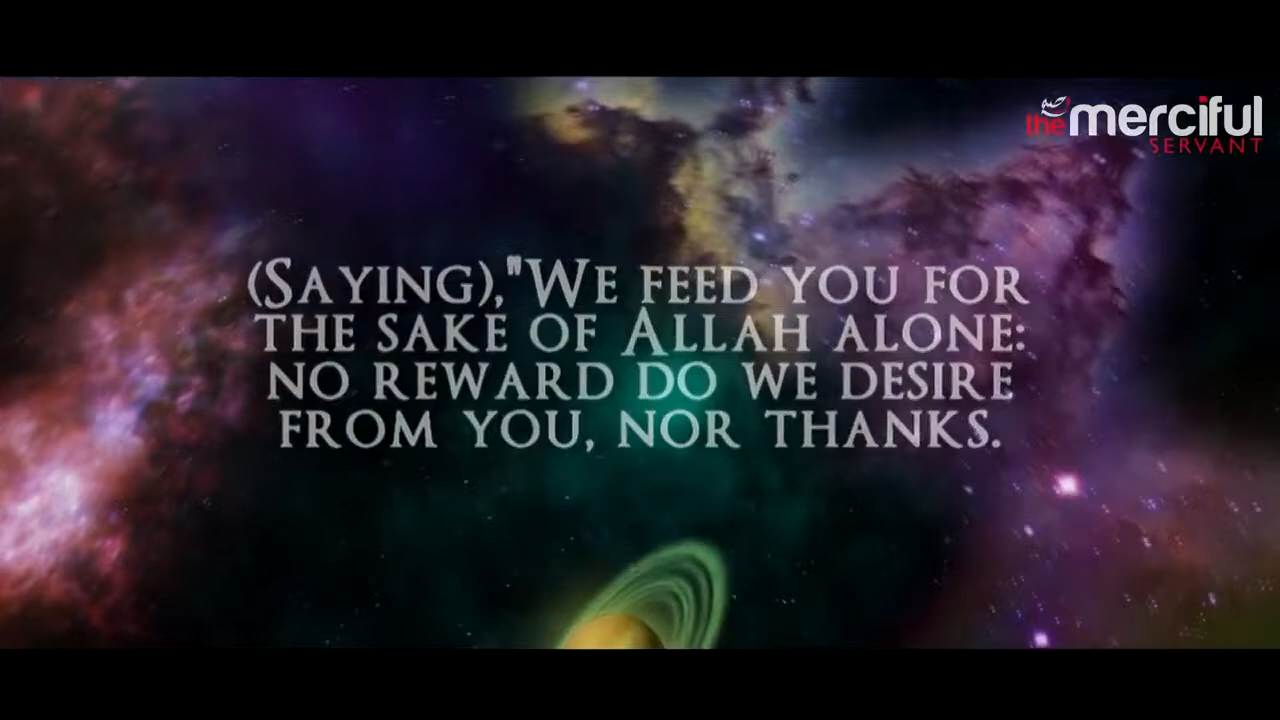 the merciful
SERVANT
(SAYING),"WE FEED YOU FOR
THE SAKE OF ALLAH ALONE:
NO REWARD DO WE DESIRE
FROM YOU, NOR THANKS.